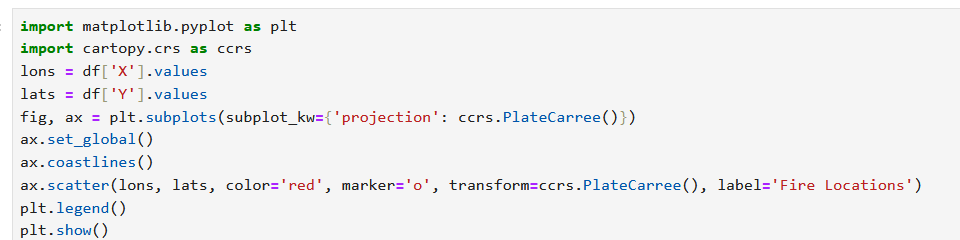 import matplotlib.pyplot as plt
import cartopy.crs as ccrs
lons = df['X'].values
lats = df['Y'].values
fig, ax = plt.subplots(subplot_kw={'projection': ccrs.PlateCarree()})
ax.set_global()
ax.coastlines()
ax.scatter(lons, lats, color='red', marker='o', transform=ccrs.PlateCarree(), label='Fire Locations')
plt.legend()
plt.show()